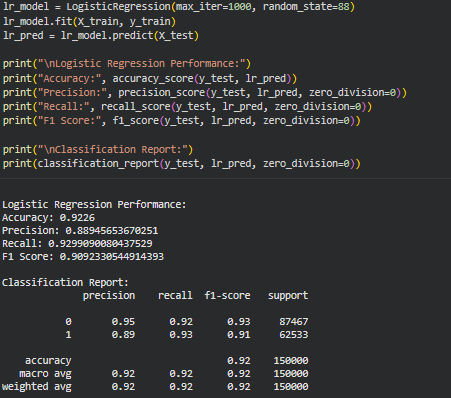 lr_model = LogisticRegression(max_iter=1000, random_state=88)
lr_model.fit(X_train, y_train)
lr_pred = lr_model.predict(X_test)

print("\nLogistic Regression Performance:")
print("Accuracy:", accuracy_score(y_test, lr_pred))
print("Precision:", precision_score(y_test, lr_pred, zero_division=0))
print("Recall:", recall_score(y_test, lr_pred, zero_division=0))
print("F1 Score:", f1_score(y_test, lr_pred, zero_division=0))

print("\nClassification Report:")
print(classification_report(y_test, lr_pred, zero_division=0))

Logistic Regression Performance:
Accuracy: 0.9226
Precision: 0.88945653670251
Recall: 0.9299090080437529
F1 Score: 0.9092330544914393

Classification Report:
              precision    recall  f1-score   support

           0       0.95      0.92      0.93     87467
           1       0.89      0.93      0.91     62533

    accuracy                           0.92    150000
   macro avg       0.92      0.92      0.92    150000
weighted avg       0.92      0.92      0.92    150000